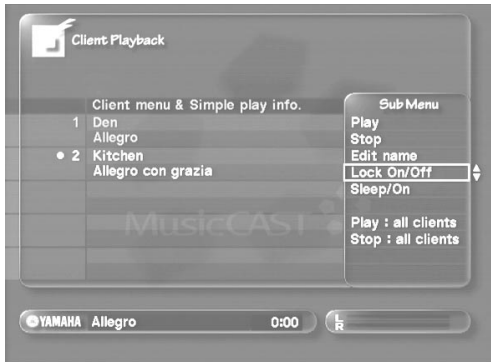 Client Playback
Client menu & Simple play info.
1 Den
Allegro
2 Kitchen
Allegro con grazia
Sub Menu
Play
Stop
Edit name
Lock On/Off
Sleep/On
Play : all clients
Stop : all clients
MusicCAST
YAMAHA Allegro 0:00 L
R